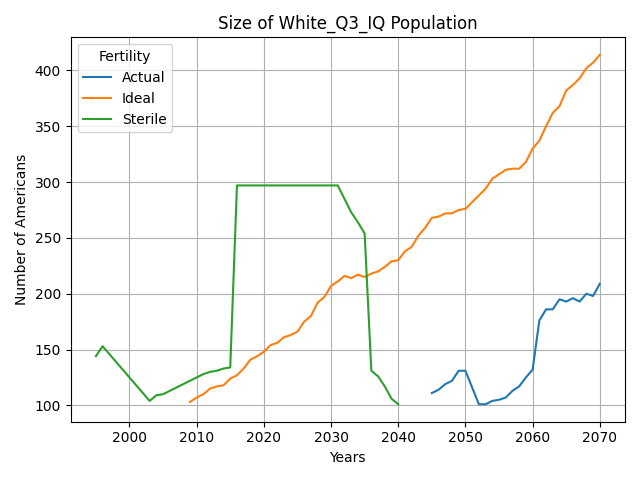 Size of White_Q3_IQ Population
Fertility
Actual
Ideal
Sterile
Number of Americans
400
350
300
250
200
150
100
2000 2010 2020 2030 2040 2050 2060 2070
Years